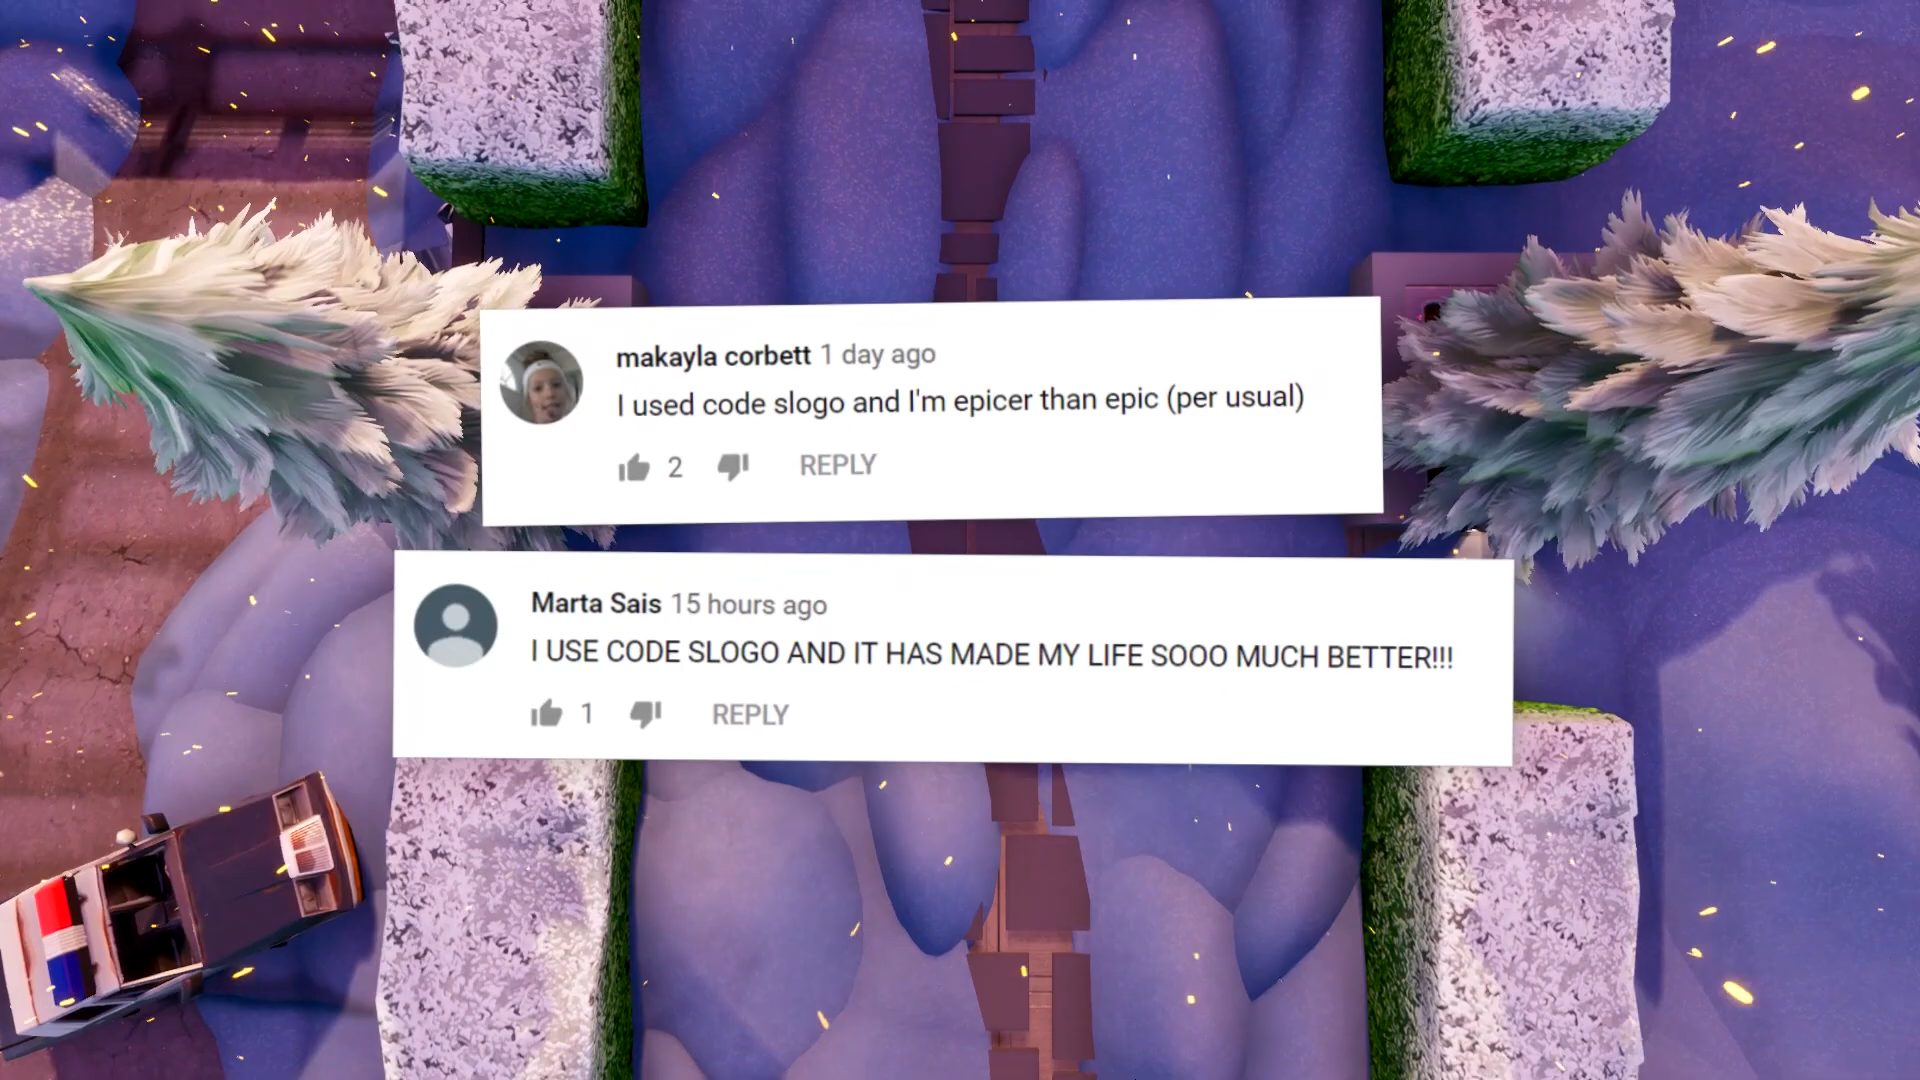 makayla corbett 1 day ago
I used code slogo and I'm epicer than epic (per usual)
2 REPLY
Marta Sais 15 hours ago
I USE CODE SLOGO AND IT HAS MADE MY LIFE SOOO MUCH BETTER!!!
1 REPLY